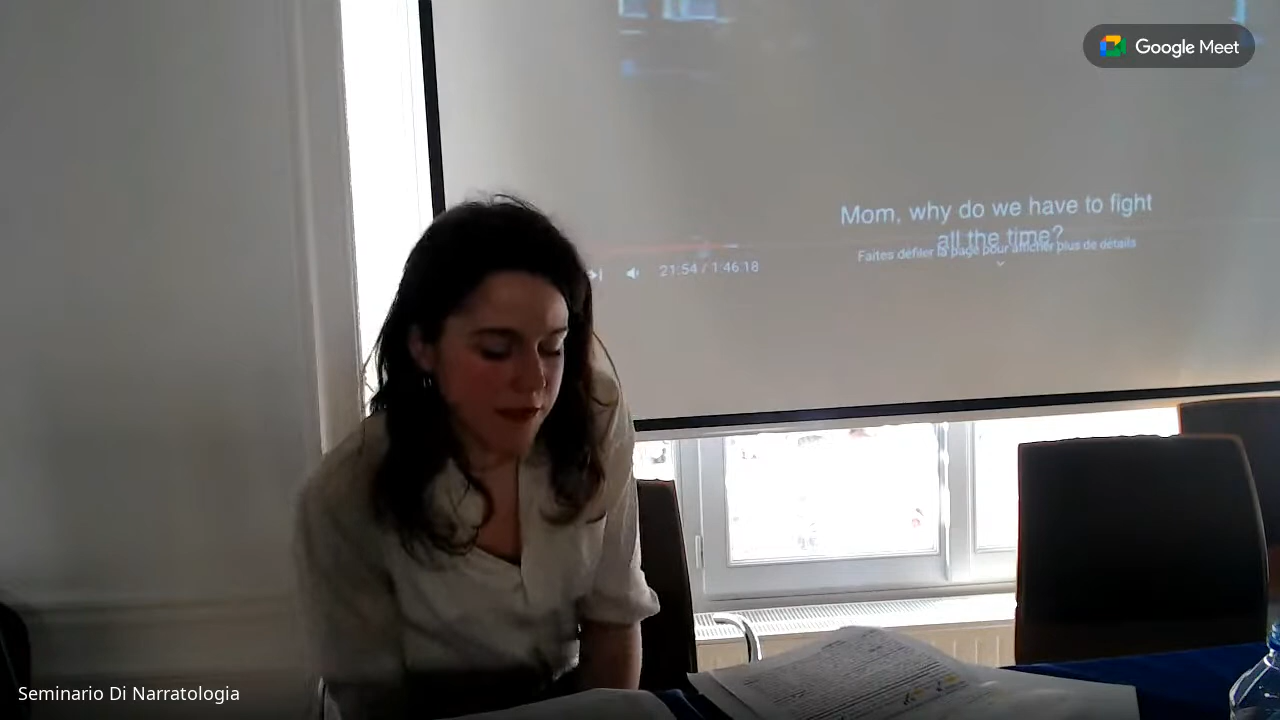 Google Meet
Mom, why do we have to fight
all the time?
Faites défiler la page pour afficher plus de détails
21:54 / 1:46:18
Seminario Di Narratologia